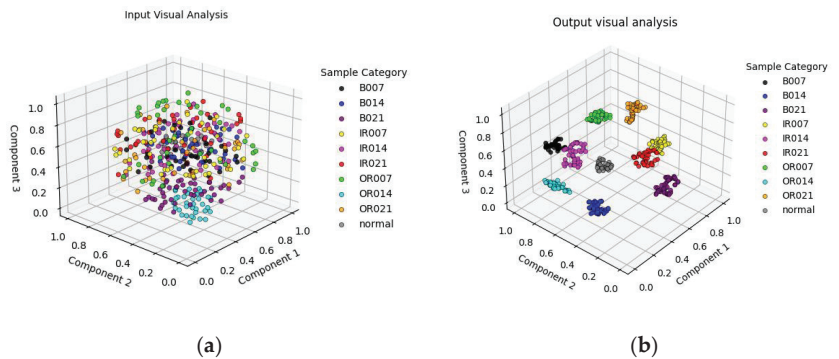 Input Visual Analysis
Sample Category
B007
B014
B021
IR007
IR014
IR021
OR007
OR014
OR021
normal
Component 3
1.0
0.8
0.6
0.4
0.2
0.0
Component 2
1.0
0.8
0.6
0.4
0.2
0.0
Component 1
0.0
0.2
0.4
0.6
0.8
1.0
(a)
Output visual analysis
Sample Category
B007
B014
B021
IR007
IR014
IR021
OR007
OR014
OR021
normal
Component 3
1.0
0.8
0.6
0.4
0.2
0.0
Component 2
1.0
0.8
0.6
0.4
0.2
0.0
Component 1
0.0
0.2
0.4
0.6
0.8
1.0
(b)